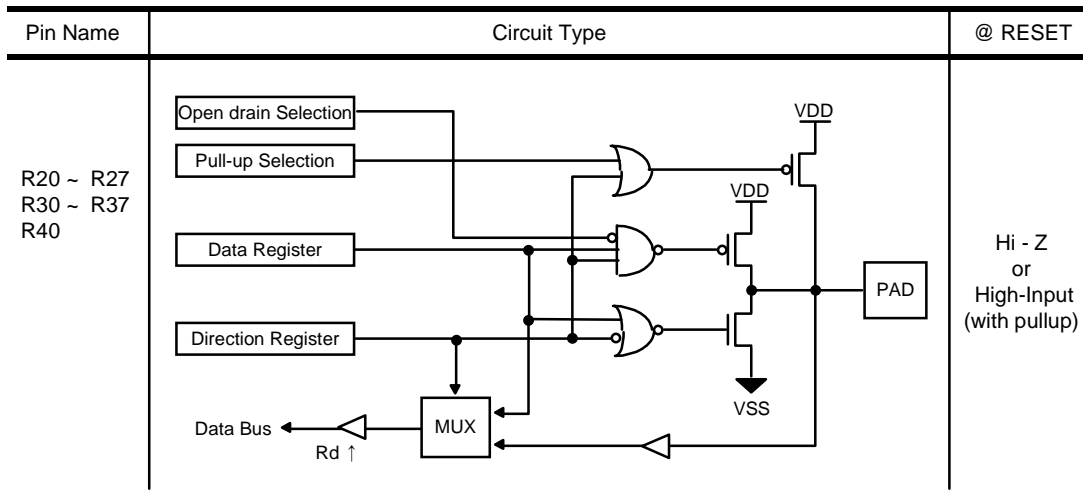 Pin Name
Circuit Type
@ RESET
R20 ~ R27
R30 ~ R37
R40
Open drain Selection
Pull-up Selection
Data Register
Direction Register
VDD
VDD
PAD
VSS
MUX
Data Bus
Rd ↑
Hi - Z
or
High-Input
(with pullup)